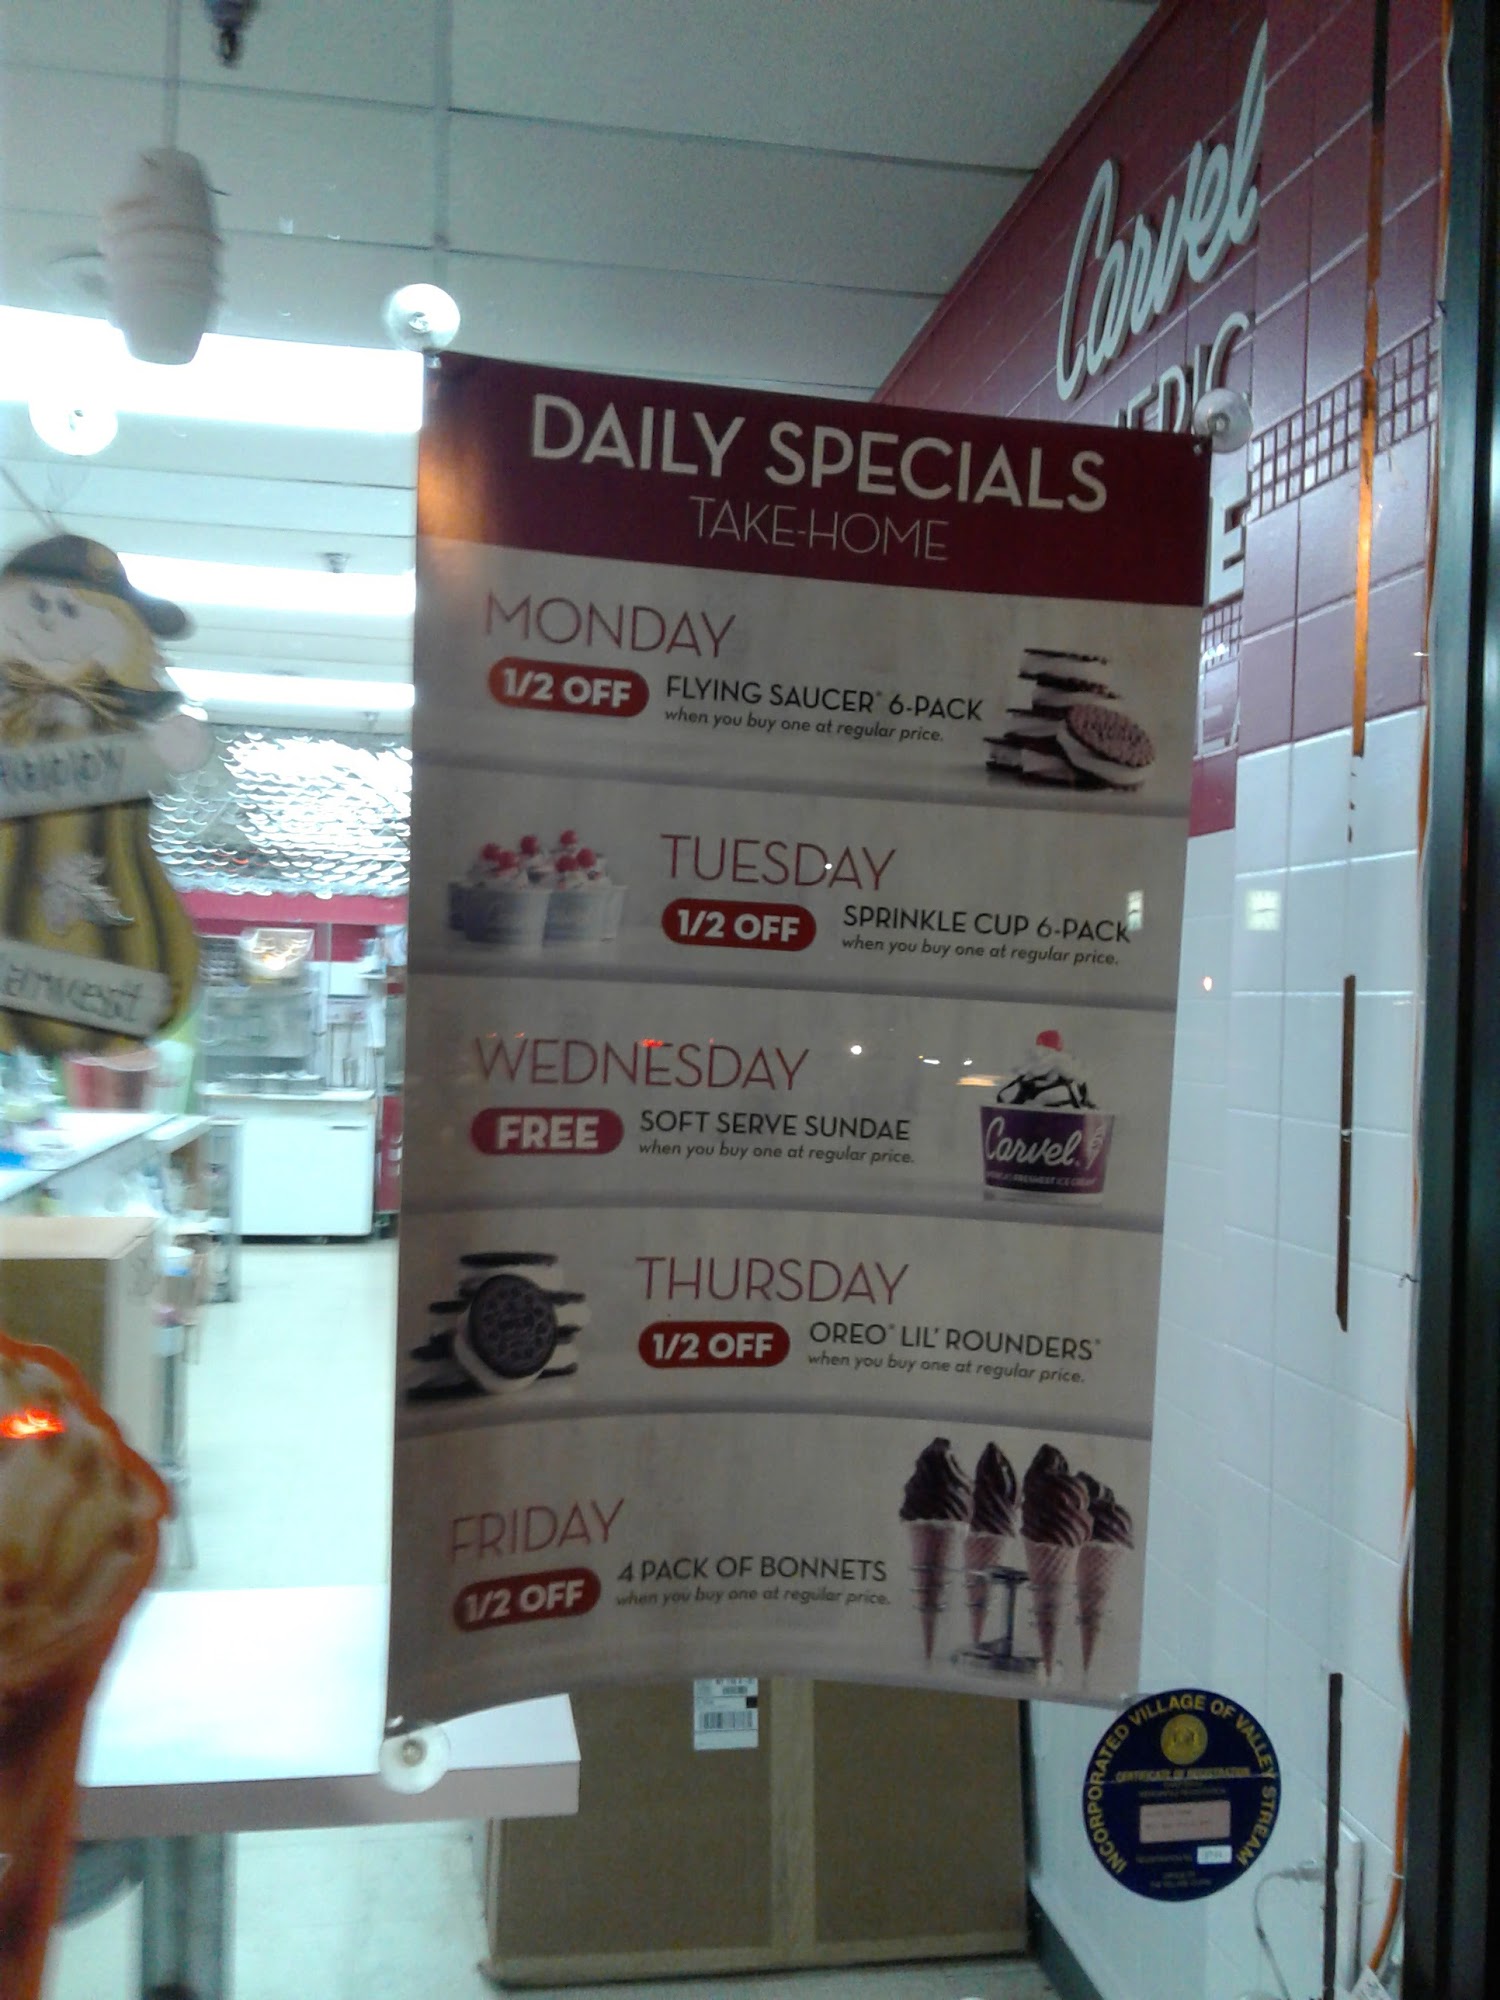 Carvel
DAILY SPECIALS
TAKE-HOME
MONDAY
1/2 OFF
FLYING SAUCER® 6-PACK
when you buy one at regular price.
TUESDAY
1/2 OFF
SPRINKLE CUP 6-PACK
when you buy one at regular price.
WEDNESDAY
FREE
SOFT SERVE SUNDAE
when you buy one at regular price.
Carvel
THURSDAY
1/2 OFF
OREO® LIL' ROUNDERS®
when you buy one at regular price.
FRIDAY
1/2 OFF
4 PACK OF BONNETS
when you buy one at regular price.
INCORPORATED VILLAGE OF VALLEY STREAM
CERTIFICATE OF REGISTRATION